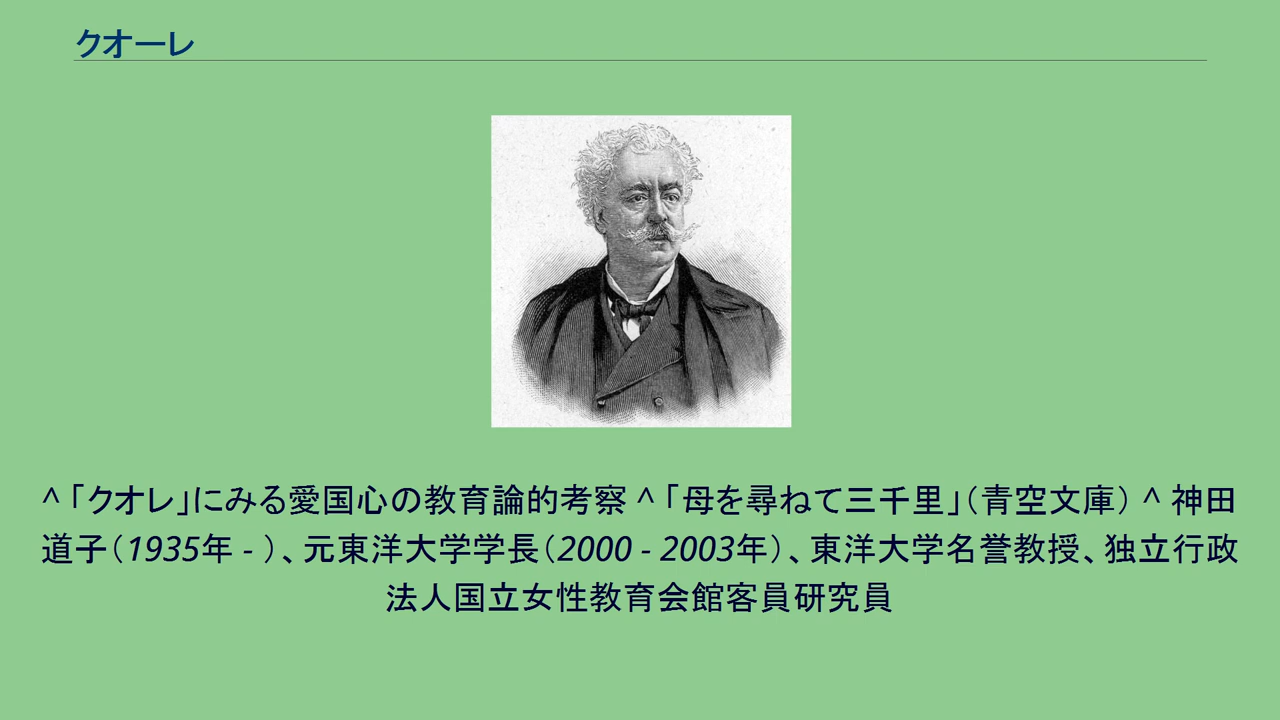 クオーレ
^ 「クオレ」にみる愛国心の教育論的考察 ^ 「母を尋ねて三千里」（青空文庫） ^ 神田
道子（1935年 - ）、元東洋大学学長（2000 - 2003年）、東洋大学名誉教授、独立行政
法人国立女性教育会館客員研究員